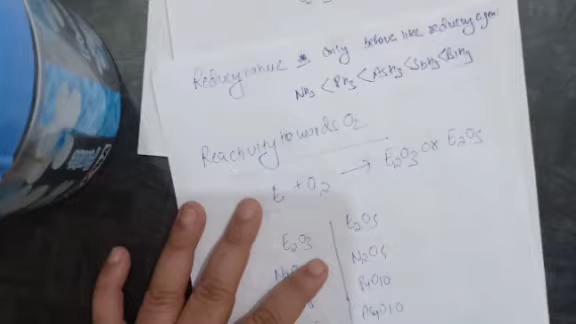 Reducing nature only behave like reducing agent
NH3 < PH3 < AsH3 < SbH3 < BiH3
Reactivity towords O2
E + O2 → E2O3 or E2O5
E2O3 E2O5
N2O5
P4O10
As4O10